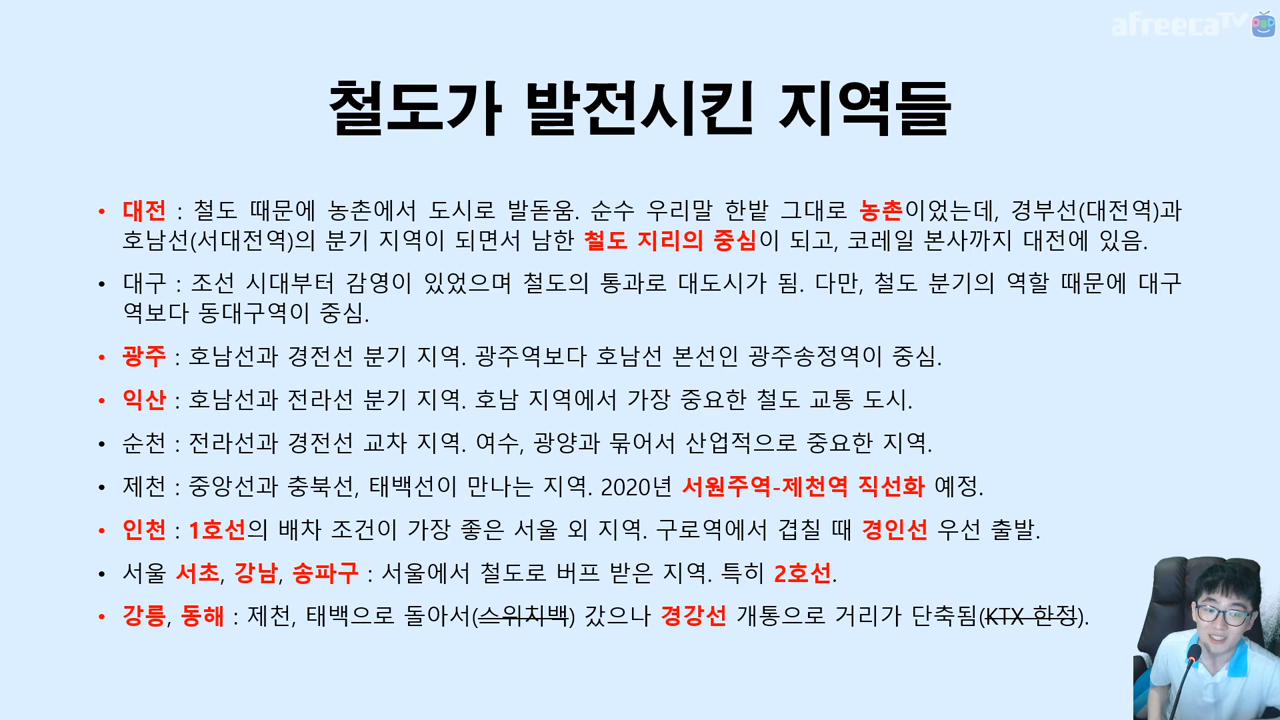 afreecaTV
철도가 발전시킨 지역들
• 대전 : 철도 때문에 농촌에서 도시로 발돋움. 순수 우리말 한밭 그대로 농촌이었는데, 경부선(대전역)과
호남선(서대전역)의 분기 지역이 되면서 남한 철도 지리의 중심이 되고, 코레일 본사까지 대전에 있음.
• 대구 : 조선 시대부터 감영이 있었으며 철도의 통과로 대도시가 됨. 다만, 철도 분기의 역할 때문에 대구
역보다 동대구역이 중심.
• 광주 : 호남선과 경전선 분기 지역. 광주역보다 호남선 본선인 광주송정역이 중심.
• 익산 : 호남선과 전라선 분기 지역. 호남 지역에서 가장 중요한 철도 교통 도시.
• 순천 : 전라선과 경전선 교차 지역. 여수, 광양과 묶어서 산업적으로 중요한 지역.
• 제천 : 중앙선과 충북선, 태백선이 만나는 지역. 2020년 서원주역-제천역 직선화 예정.
• 인천 : 1호선의 배차 조건이 가장 좋은 서울 외 지역. 구로역에서 겹칠 때 경인선 우선 출발.
• 서울 서초, 강남, 송파구 : 서울에서 철도로 버프 받은 지역. 특히 2호선.
• 강릉, 동해 : 제천, 태백으로 돌아서(스위치백) 갔으나 경강선 개통으로 거리가 단축됨(KTX 한정).